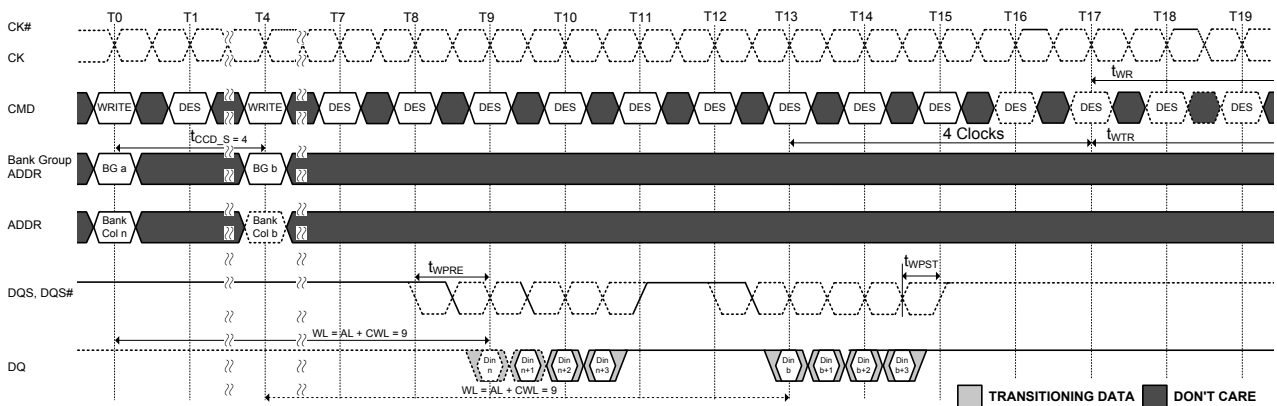 T0 T1 T4 T7 T8 T9 T10 T11 T12 T13 T14 T15 T16 T17 T18 T19
CK#
CK
tWR
CMD WRITE DES WRITE DES DES DES DES DES DES DES DES DES DES DES DES DES
tCCD_S = 4
4 Clocks
tWTR
Bank Group
ADDR
BG a BG b
ADDR
Bank
Col n
Bank
Col b
tWPRE
tWPST
DQS, DQS#
WL = AL + CWL = 9
DQ
Din
n
Din
n+1
Din
n+2
Din
n+3
Din
b
Din
b+1
Din
b+2
Din
b+3
WL = AL + CWL = 9
TRANSITIONING DATA
DON'T CARE